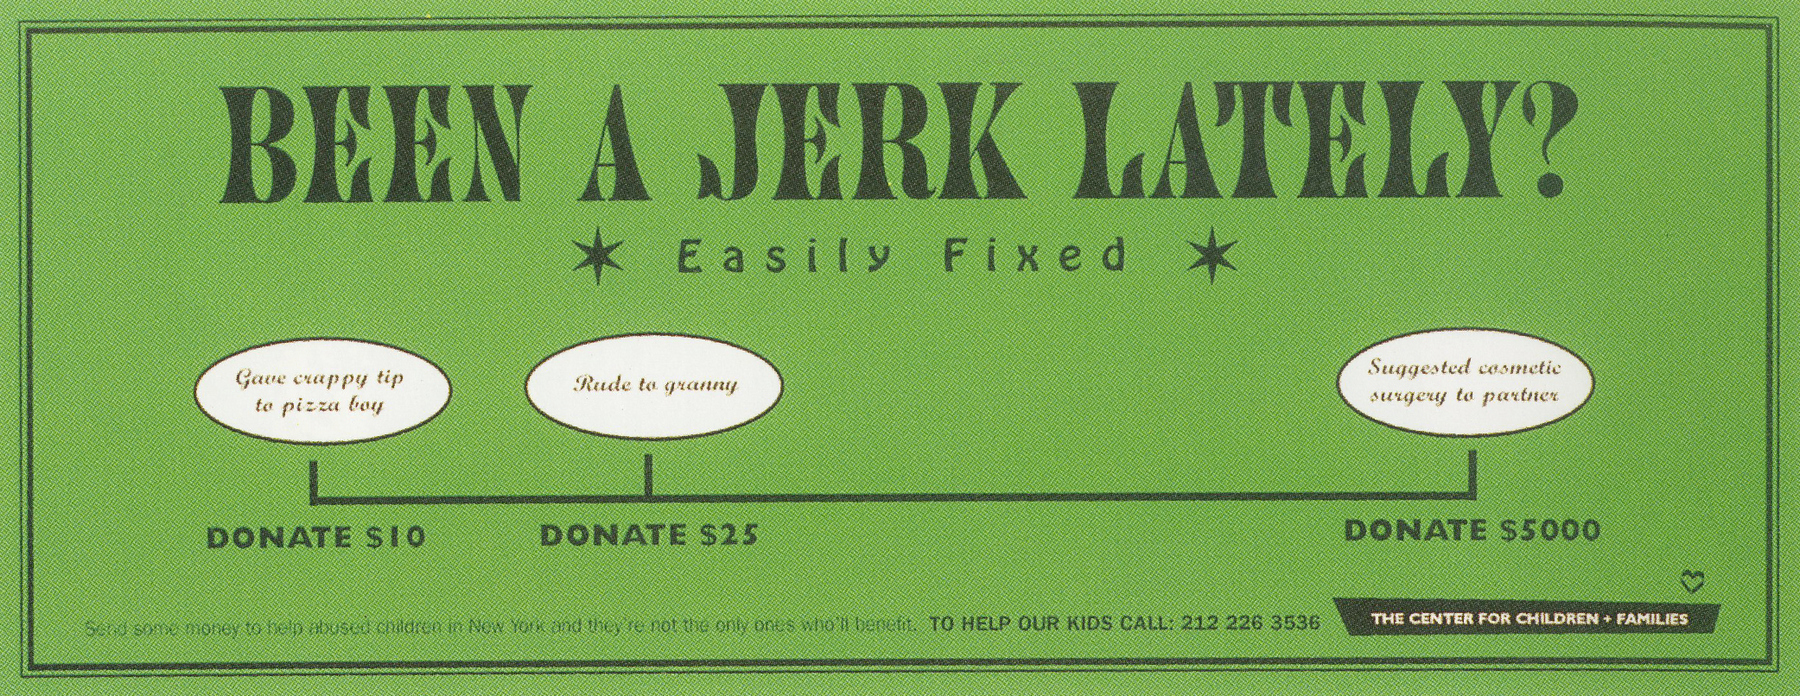 BEEN A JERK LATELY?
Easily Fixed
Gave crappy tip
to pizza boy
Rude to granny
Suggested cosmetic
surgery to partner
DONATE $10
DONATE $25
DONATE $5000
Send some money to help abused children in New York and they're not the only ones who'll benefit. TO HELP OUR KIDS CALL: 212 226 3536
THE CENTER FOR CHILDREN + FAMILIES